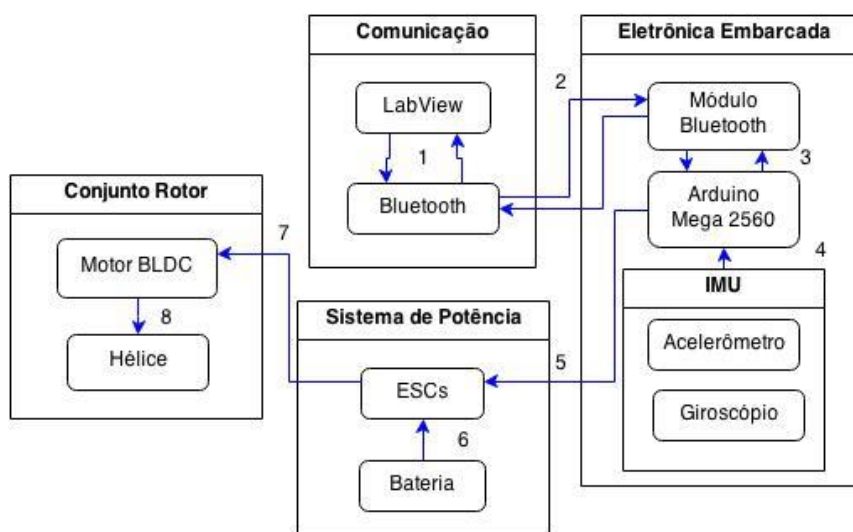 Comunicação
LabView
1
Bluetooth
2
Eletrônica Embarcada
Módulo
Bluetooth
3
Arduino
Mega 2560
4
IMU
Acelerômetro
Giroscópio
Conjunto Rotor
Motor BLDC
8
Hélice
7
Sistema de Potência
5
ESCs
6
Bateria